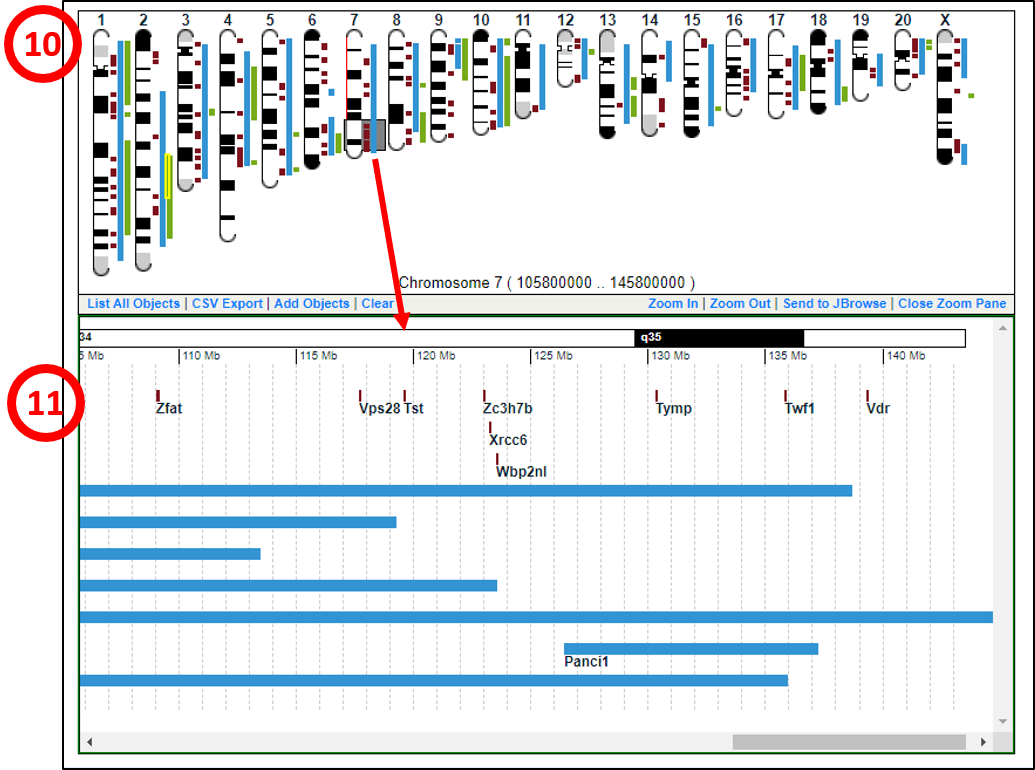 10
1 2 3 4 5 6 7 8 9 10 11 12 13 14 15 16 17 18 19 20 X
Chromosome 7 ( 105800000 .. 145800000 )
List All Objects | CSV Export | Add Objects | Clear Zoom In | Zoom Out | Send to JBrowse | Close Zoom Pane
34 q35
5 Mb 110 Mb 115 Mb 120 Mb 125 Mb 130 Mb 135 Mb 140 Mb
11
Zfat Vps28 Tst Zc3h7b Tymp Twf1 Vdr
Xrcc6
Wbp2nl
Panci1